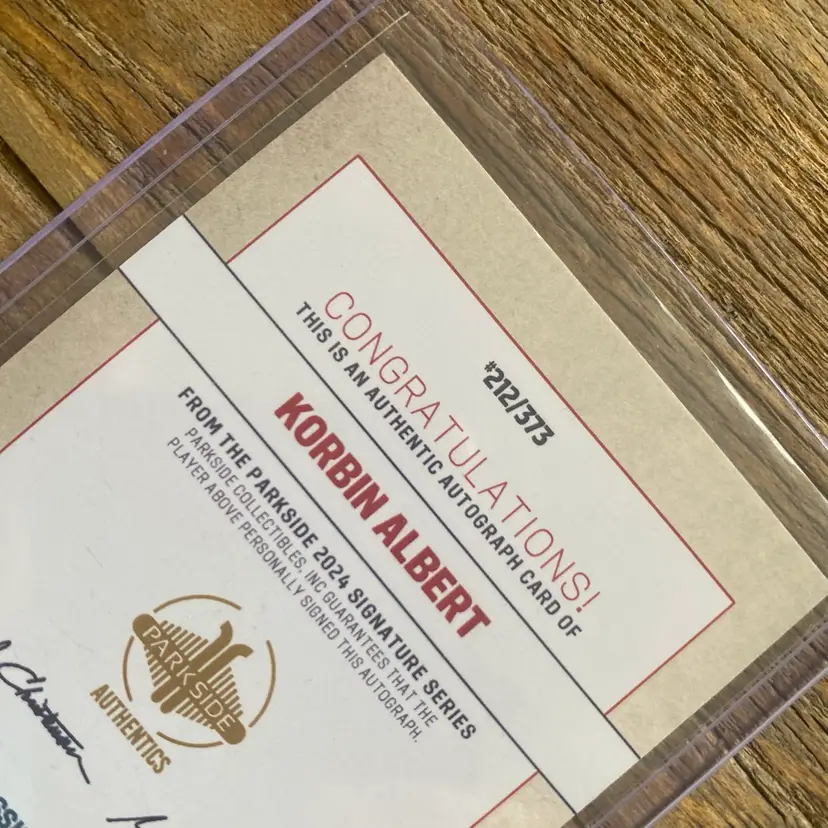 #212/373
CONGRATULATIONS!
THIS IS AN AUTHENTIC AUTOGRAPH CARD OF
KORBIN ALBERT
FROM THE PARKSIDE 2024 SIGNATURE SERIES
PARKSIDE COLLECTIBLES, INC GUARANTEES THAT THE
PLAYER ABOVE PERSONALLY SIGNED THIS AUTOGRAPH.
PARKSIDE
AUTHENTICS